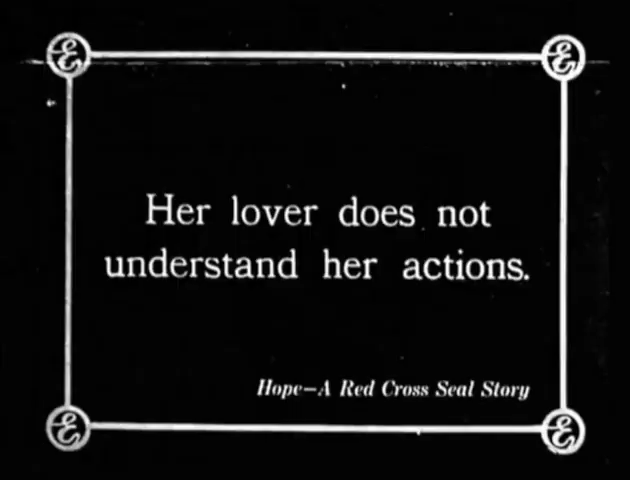 Her lover does not
understand her actions.
Hope—A Red Cross Seal Story